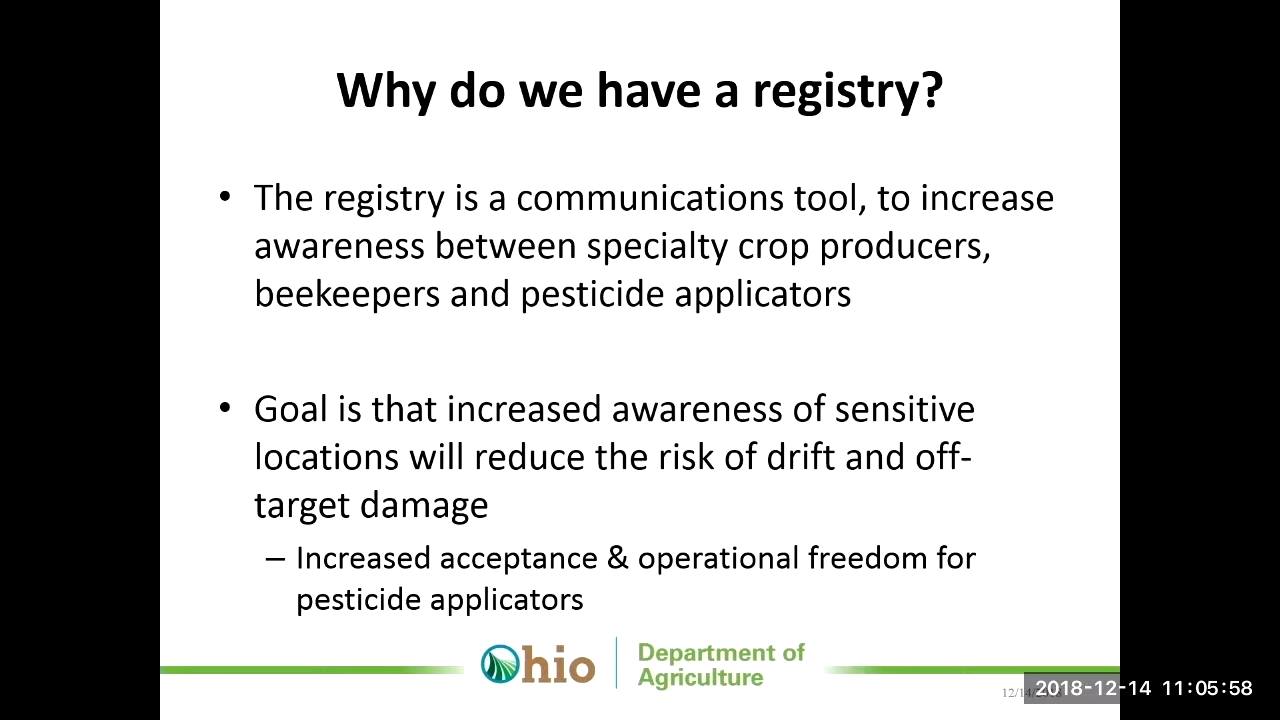 Why do we have a registry?
• The registry is a communications tool, to increase
awareness between specialty crop producers,
beekeepers and pesticide applicators
• Goal is that increased awareness of sensitive
locations will reduce the risk of drift and off-
target damage
– Increased acceptance & operational freedom for
pesticide applicators
Ohio
Department of
Agriculture
2018-12-14 11:05:58